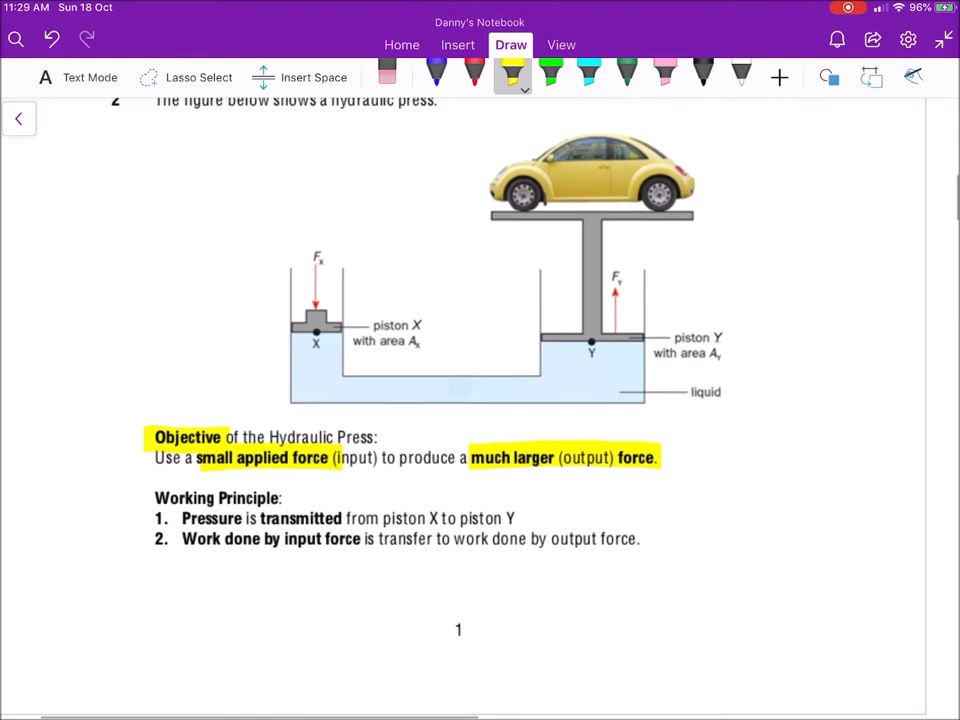 11:29 AM Sun 18 Oct
96%
Danny's Notebook
Home Insert Draw View
A Text Mode Lasso Select Insert Space
2 The figure below shows a hydraulic press.
Fx
piston X
with area Ax
X
FY
piston Y
with area AY
Y
liquid
Objective of the Hydraulic Press:
Use a small applied force (input) to produce a much larger (output) force.
Working Principle:
1. Pressure is transmitted from piston X to piston Y
2. Work done by input force is transfer to work done by output force.
1